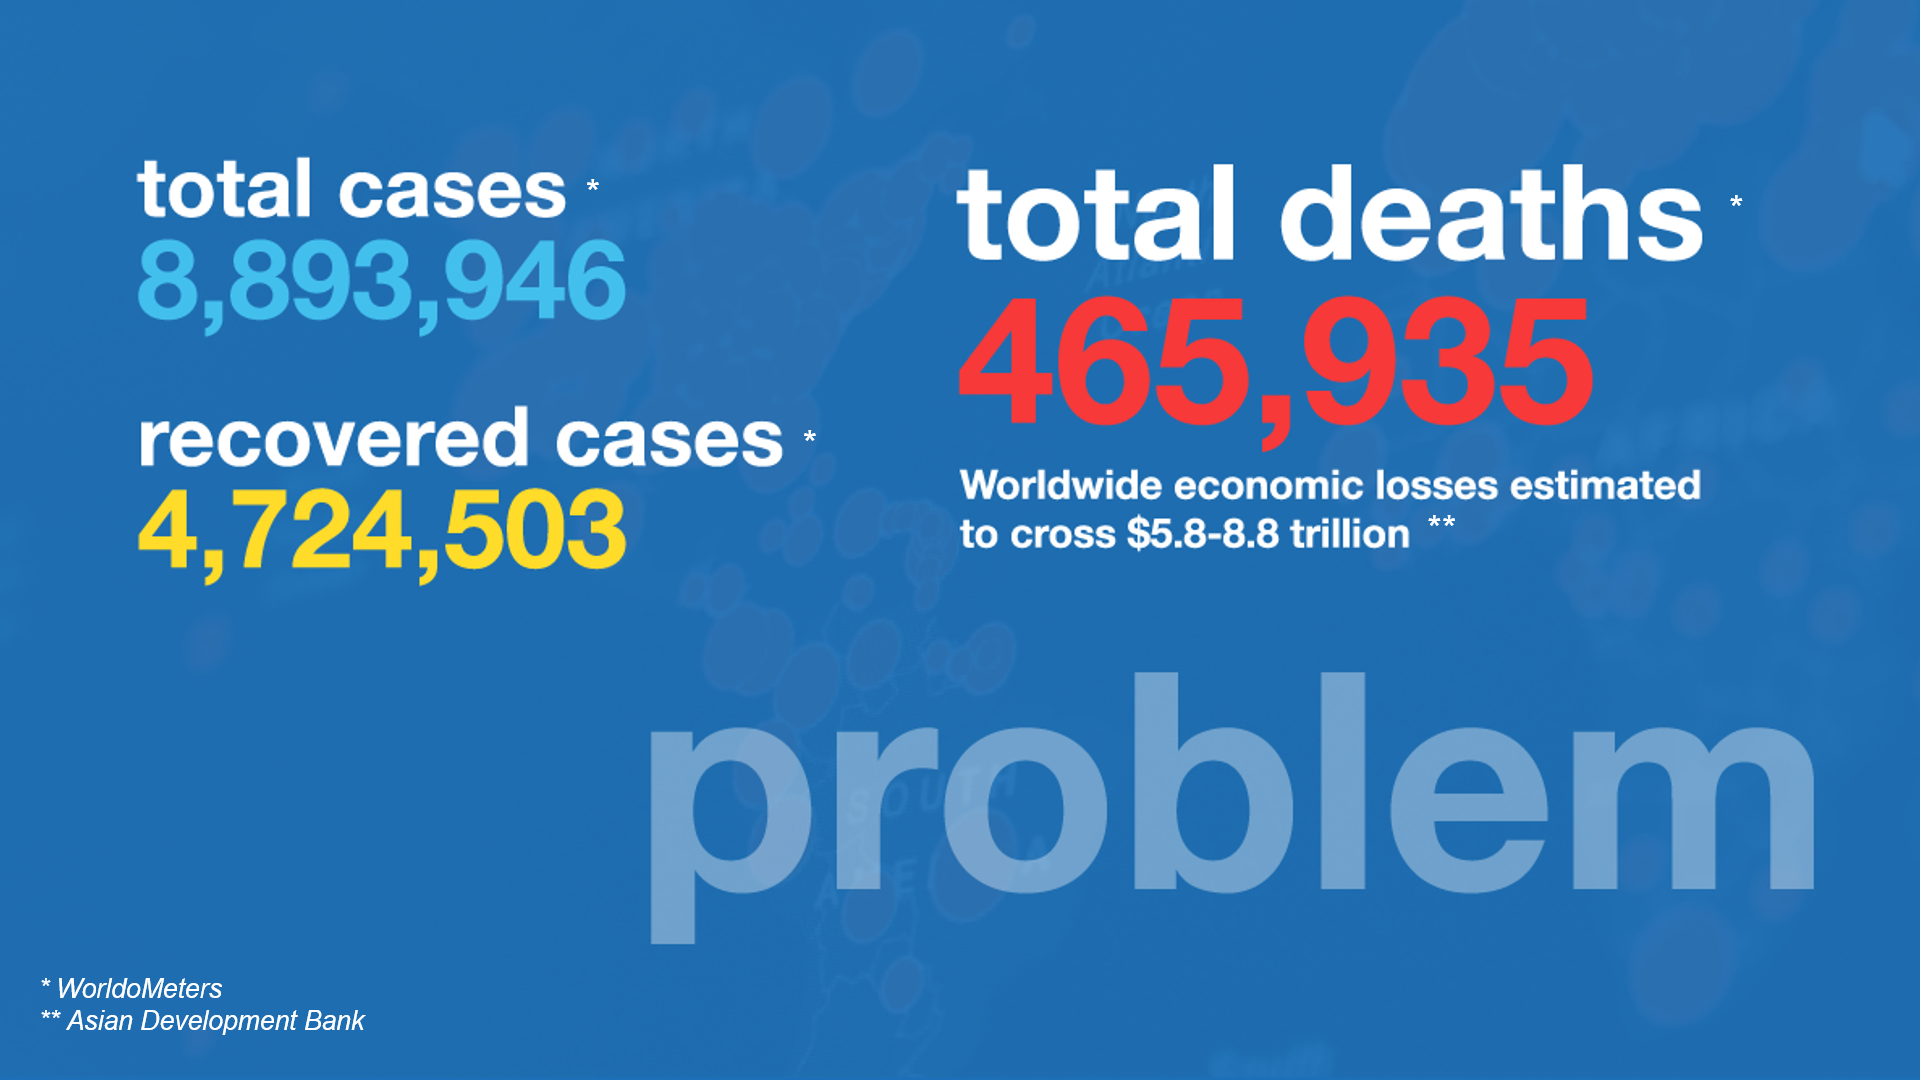 total cases *
8,893,946
recovered cases *
4,724,503
total deaths *
465,935
Worldwide economic losses estimated
to cross $5.8-8.8 trillion **
problem
SOUTH
* WorldoMeters
** Asian Development Bank